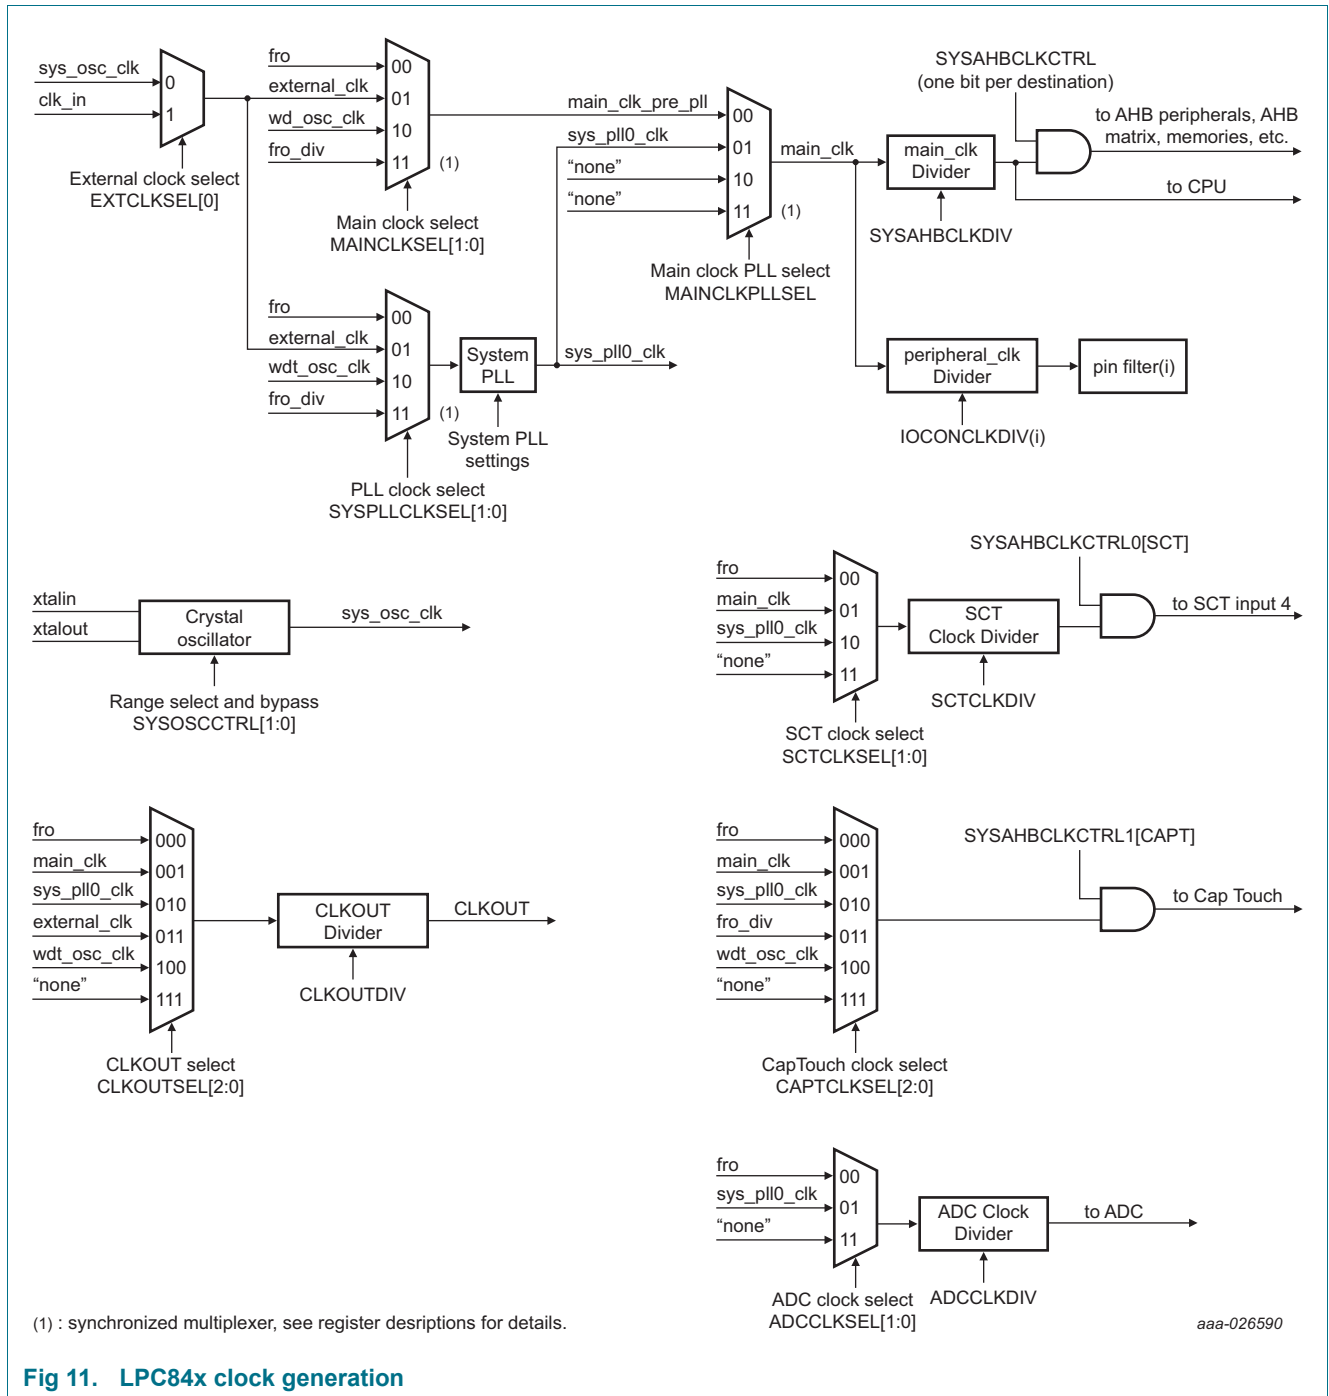 sys_osc_clk
clk_in
0
1
External clock select
EXTCLKSEL[0]
fro
external_clk
wd_osc_clk
fro_div
00
01
10
11
(1)
Main clock select
MAINCLKSEL[1:0]
main_clk_pre_pll
sys_pll0_clk
“none”
“none”
00
01
10
11
(1)
Main clock PLL select
MAINCLKPLLSEL
main_clk
main_clk
Divider
SYSAHBCLKDIV
SYSAHBCLKCTRL
(one bit per destination)
to AHB peripherals, AHB
matrix, memories, etc.
to CPU
fro
external_clk
wdt_osc_clk
fro_div
00
01
10
11
(1)
PLL clock select
SYSPLLCLKSEL[1:0]
System
PLL
System PLL
settings
sys_pll0_clk
peripheral_clk
Divider
IOCONCLKDIV(i)
pin filter(i)
xtalin
xtalout
Crystal
oscillator
sys_osc_clk
Range select and bypass
SYSOSCCTRL[1:0]
fro
main_clk
sys_pll0_clk
“none”
00
01
10
11
SCT clock select
SCTCLKSEL[1:0]
SCT
Clock Divider
SCTCLKDIV
SYSAHBCLKCTRL0[SCT]
to SCT input 4
fro
main_clk
sys_pll0_clk
external_clk
wdt_osc_clk
“none”
000
001
010
011
100
111
CLKOUT select
CLKOUTSEL[2:0]
CLKOUT
Divider
CLKOUTDIV
CLKOUT
fro
main_clk
sys_pll0_clk
fro_div
wdt_osc_clk
“none”
000
001
010
011
100
111
CapTouch clock select
CAPTCLKSEL[2:0]
SYSAHBCLKCTRL1[CAPT]
to Cap Touch
fro
sys_pll0_clk
“none”
00
01
11
ADC clock select
ADCCLKSEL[1:0]
ADC Clock
Divider
ADCCLKDIV
to ADC
(1) : synchronized multiplexer, see register desriptions for details.
aaa-026590
Fig 11. LPC84x clock generation